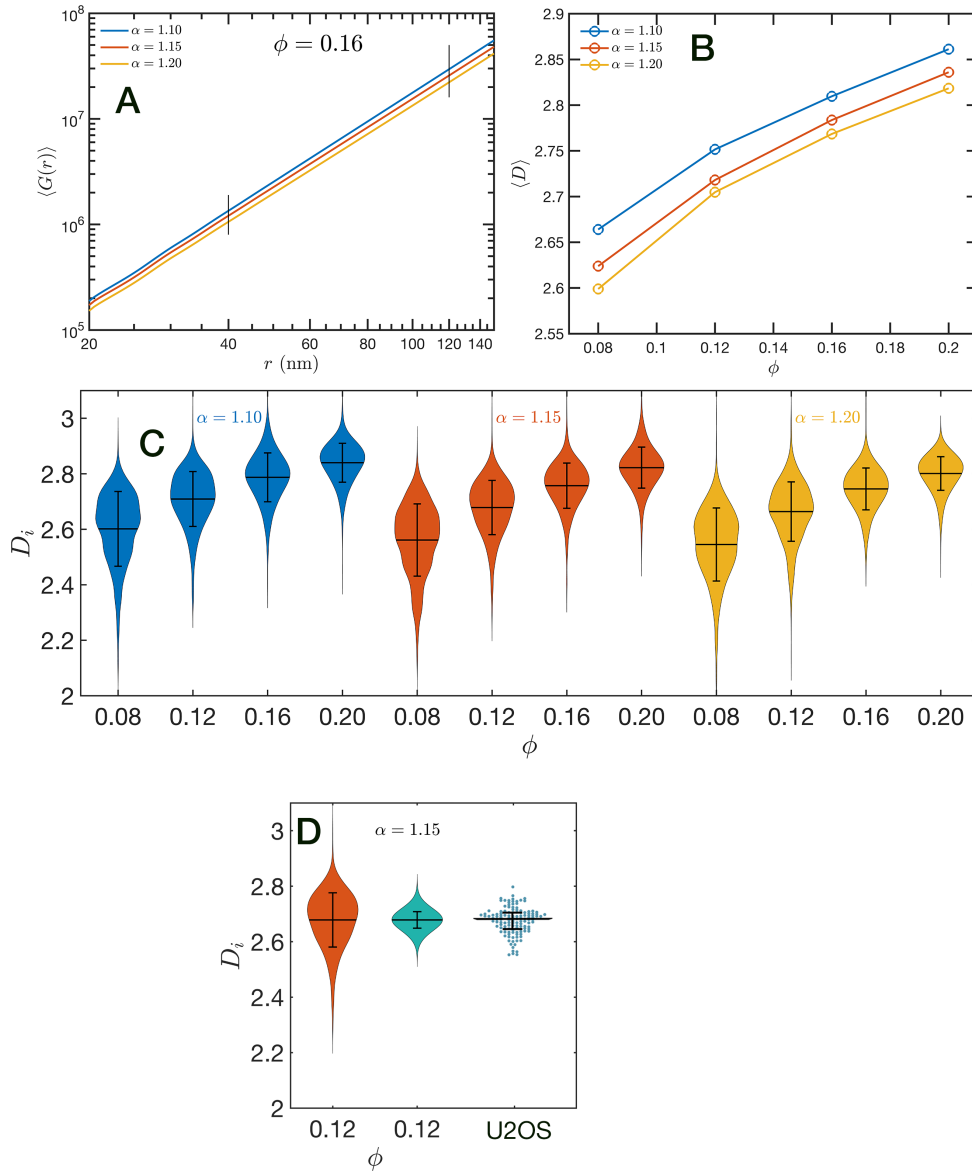 A
ϕ = 0.16
α = 1.10
α = 1.15
α = 1.20
10^8
10^7
10^6
10^5
⟨G(r)⟩
20 40 60 80 100 120 140
r (nm)
B
α = 1.10
α = 1.15
α = 1.20
2.9
2.85
2.8
2.75
2.7
2.65
2.6
2.55
⟨D⟩
0.08 0.1 0.12 0.14 0.16 0.18 0.2
ϕ
C
α = 1.10 α = 1.15 α = 1.20
3
2.8
2.6
2.4
2.2
2
D_i
0.08 0.12 0.16 0.20 0.08 0.12 0.16 0.20 0.08 0.12 0.16 0.20
ϕ
D
α = 1.15
3
2.8
2.6
2.4
2.2
2
D_i
0.12 0.12 U2OS
ϕ